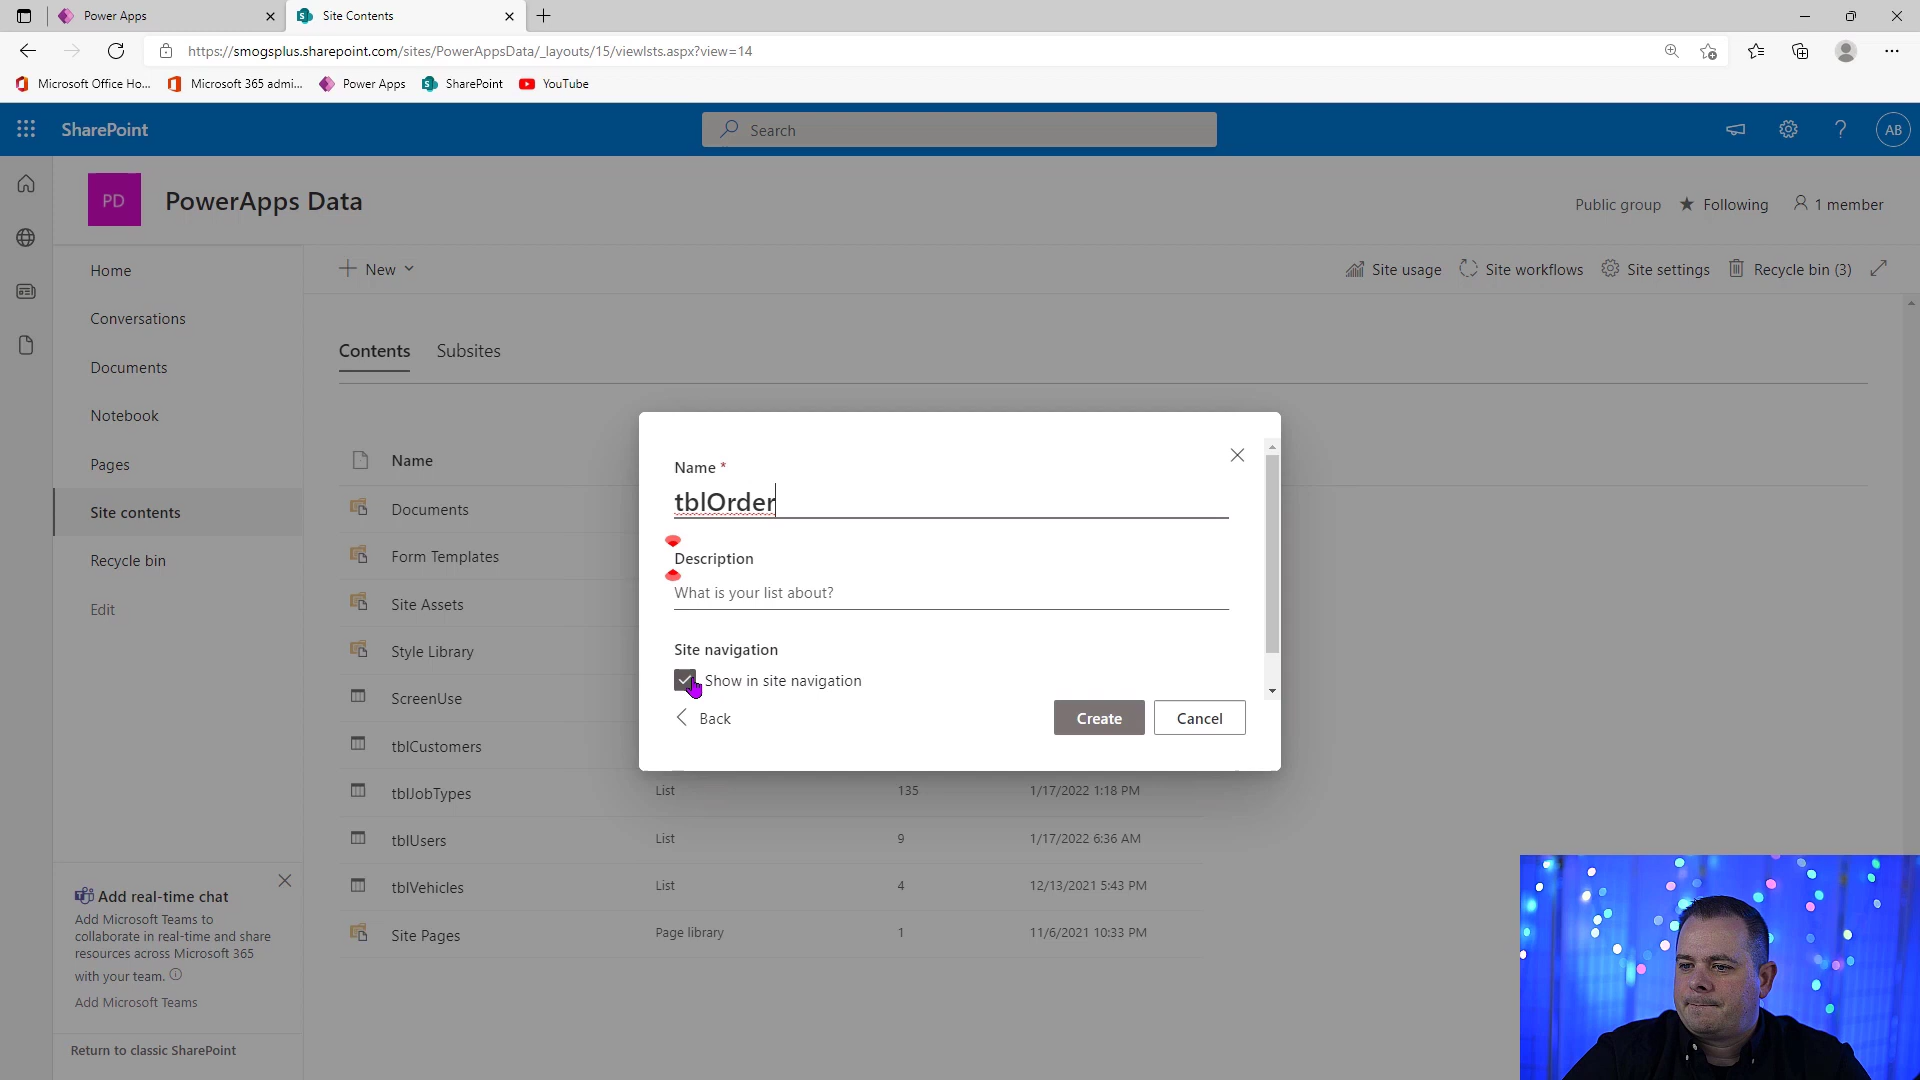 Power Apps
Site Contents
https://smogsplus.sharepoint.com/sites/PowerAppsData/_layouts/15/viewlsts.aspx?view=14
Microsoft Office Ho...
Microsoft 365 admi...
Power Apps
SharePoint
YouTube
SharePoint
Search
AB
PD
PowerApps Data
Public group
Following
1 member
Home
Conversations
Documents
Notebook
Pages
Site contents
Recycle bin
Edit
New
Site usage
Site workflows
Site settings
Recycle bin (3)
Contents
Subsites
Name
Documents
Form Templates
Site Assets
Style Library
ScreenUse
tblCustomers
tblJobTypes List 135 1/17/2022 1:18 PM
tblUsers List 9 1/17/2022 6:36 AM
tblVehicles List 4 12/13/2021 5:43 PM
Site Pages Page library 1 11/6/2021 10:33 PM
Name *
tblOrder
Description
What is your list about?
Site navigation
Show in site navigation
Back
Create
Cancel
Add real-time chat
Add Microsoft Teams to
collaborate in real-time and share
resources across Microsoft 365
with your team.
Add Microsoft Teams
Return to classic SharePoint